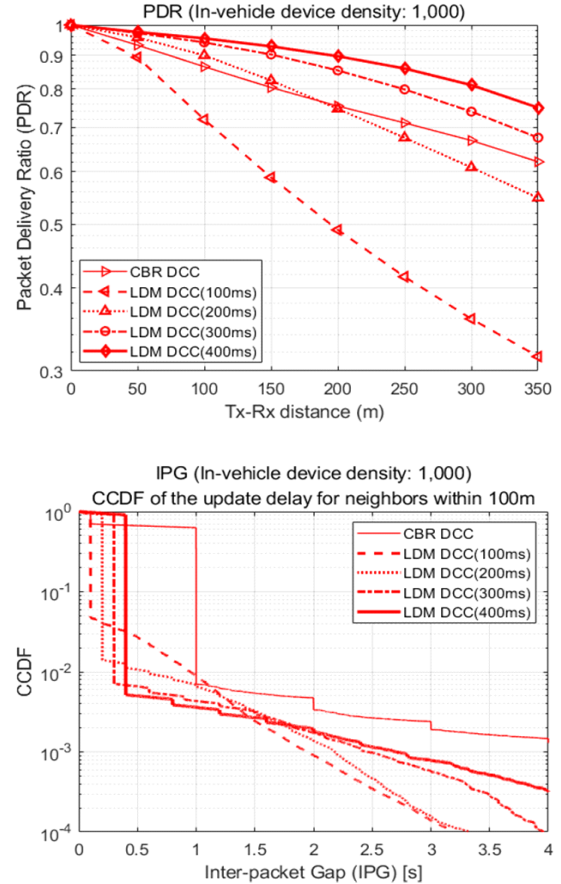 PDR (In-vehicle device density: 1,000)
Packet Delivery Ratio (PDR)
1
0.9
0.8
0.7
0.6
0.5
0.4
0.3
CBR DCC
LDM DCC(100ms)
LDM DCC(200ms)
LDM DCC(300ms)
LDM DCC(400ms)
0 50 100 150 200 250 300 350
Tx-Rx distance (m)
IPG (In-vehicle device density: 1,000)
CCDF of the update delay for neighbors within 100m
CCDF
10⁰
10⁻¹
10⁻²
10⁻³
10⁻⁴
CBR DCC
LDM DCC(100ms)
LDM DCC(200ms)
LDM DCC(300ms)
LDM DCC(400ms)
0 0.5 1 1.5 2 2.5 3 3.5 4
Inter-packet Gap (IPG) [s]